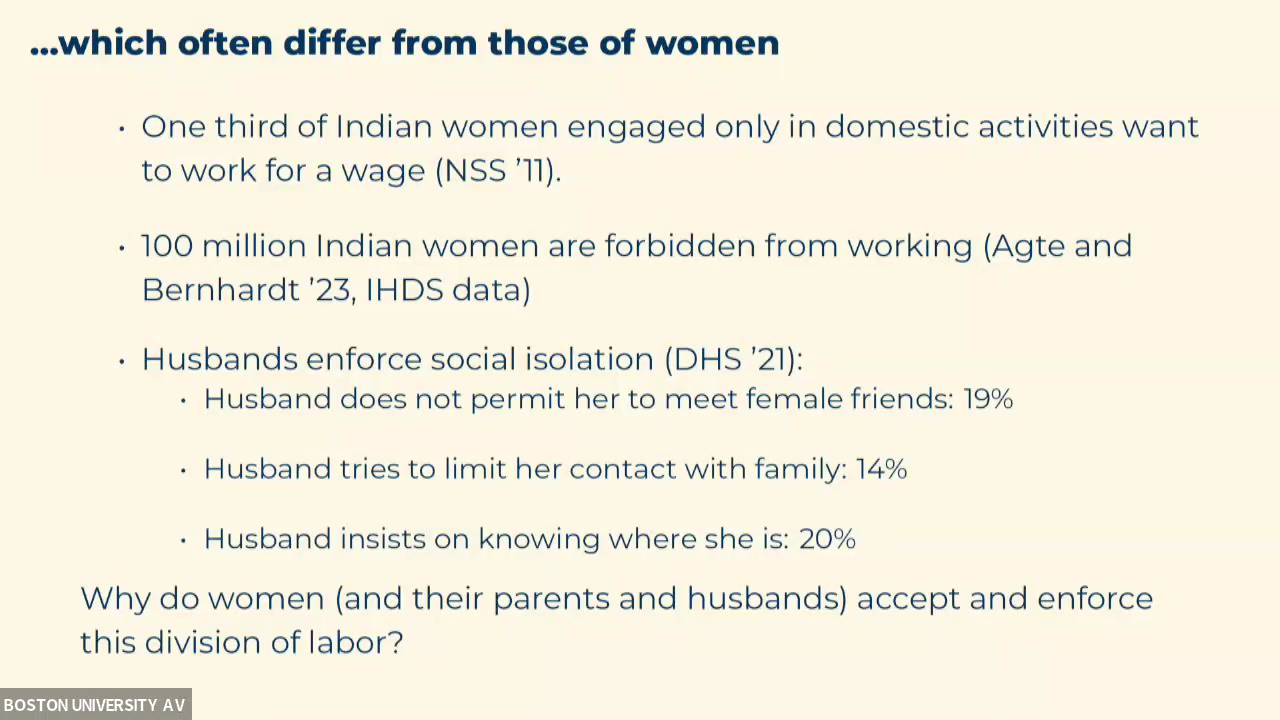 ...which often differ from those of women
• One third of Indian women engaged only in domestic activities want
to work for a wage (NSS ’11).
• 100 million Indian women are forbidden from working (Agte and
Bernhardt ’23, IHDS data)
• Husbands enforce social isolation (DHS ’21):
• Husband does not permit her to meet female friends: 19%
• Husband tries to limit her contact with family: 14%
• Husband insists on knowing where she is: 20%
Why do women (and their parents and husbands) accept and enforce
this division of labor?
BOSTON UNIVERSITY AV